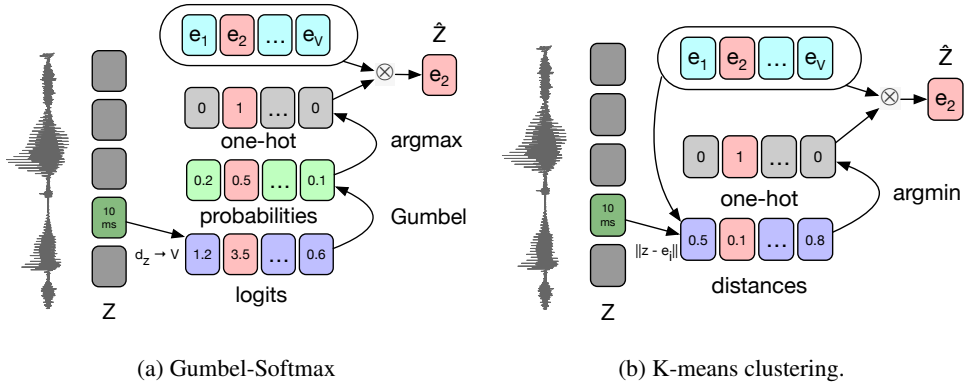 e1 e2 ... eV
Ẑ
e2
0 1 ... 0
one-hot
argmax
0.2 0.5 ... 0.1
probabilities
Gumbel
10 ms
dz → V
1.2 3.5 ... 0.6
logits
Z
(a) Gumbel-Softmax
e1 e2 ... eV
Ẑ
e2
0 1 ... 0
one-hot
argmin
10 ms
||z - ei||
0.5 0.1 ... 0.8
distances
Z
(b) K-means clustering.